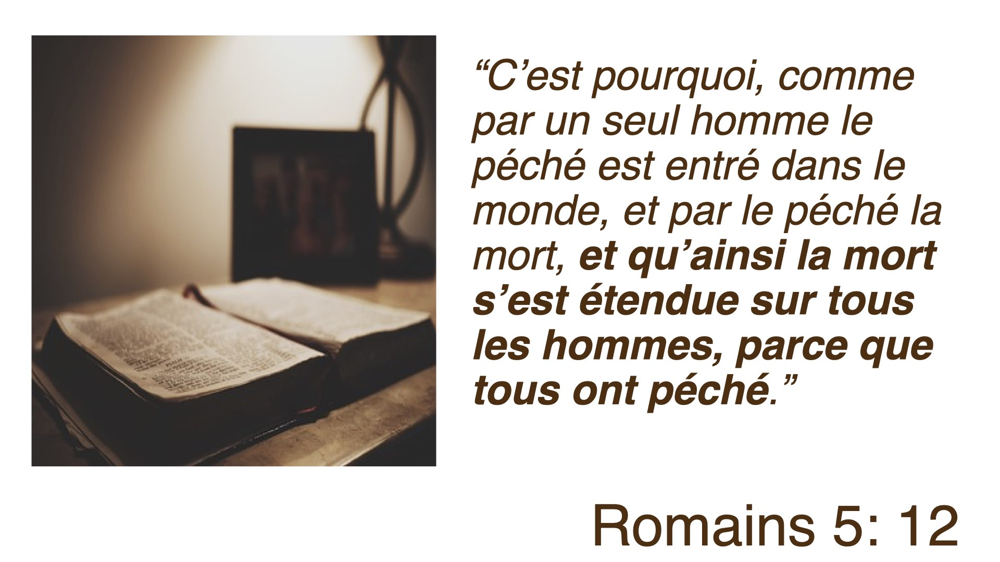 “C’est pourquoi, comme
par un seul homme le
péché est entré dans le
monde, et par le péché la
mort, et qu’ainsi la mort
s’est étendue sur tous
les hommes, parce que
tous ont péché.”
Romains 5: 12